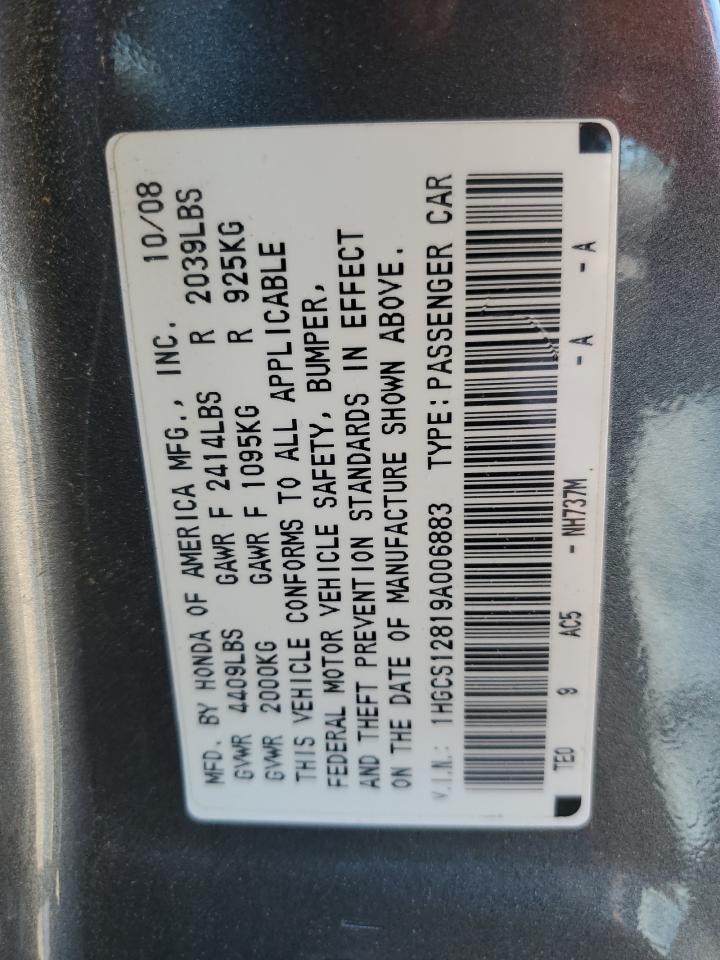 MFD. BY HONDA OF AMERICA MFG., INC. 10/08
GVWR 4409LBS GAWR F 2414LBS R 2039LBS
GVWR 2000KG GAWR F 1095KG R 925KG
THIS VEHICLE CONFORMS TO ALL APPLICABLE
FEDERAL MOTOR VEHICLE SAFETY, BUMPER,
AND THEFT PREVENTION STANDARDS IN EFFECT
ON THE DATE OF MANUFACTURE SHOWN ABOVE.
V.I.N.: 1HGCS12819A006883 TYPE: PASSENGER CAR
TE0 9 AC5 - NH737M - A - A